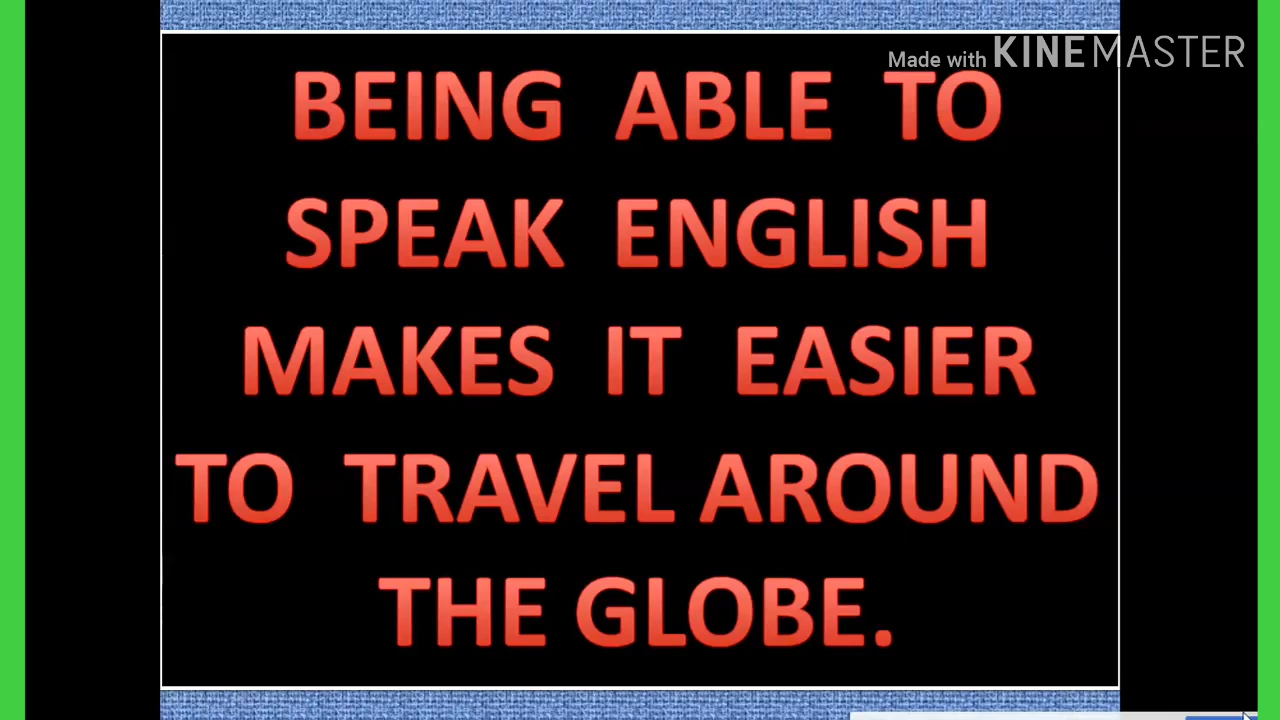 Made with KINEMASTER
BEING ABLE TO
SPEAK ENGLISH
MAKES IT EASIER
TO TRAVEL AROUND
THE GLOBE.